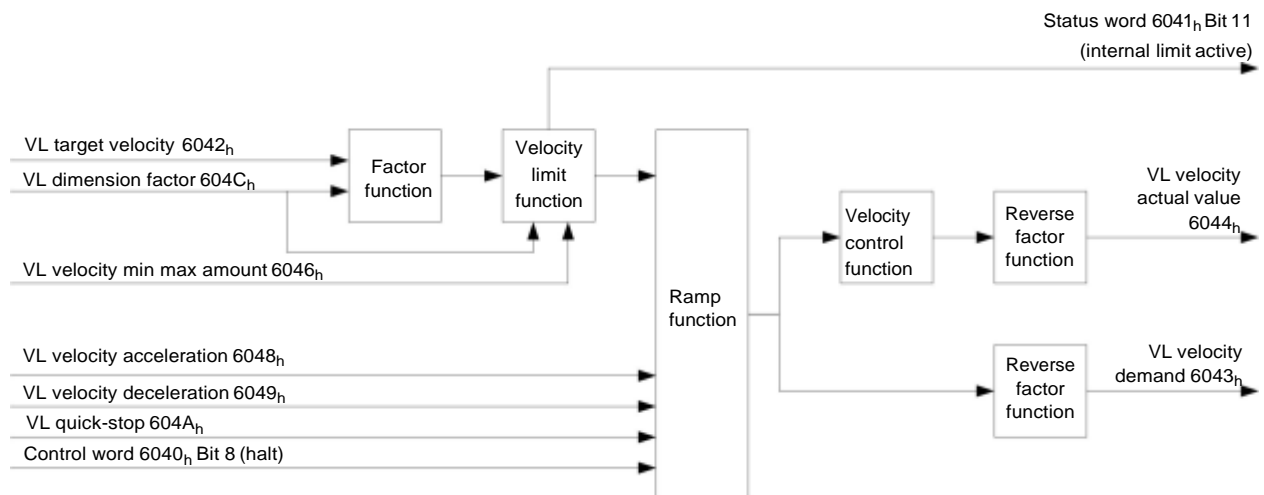 Status word 6041h Bit 11
(internal limit active)
VL target velocity 6042h
VL dimension factor 604Ch
Factor
function
Velocity
limit
function
VL velocity min max amount 6046h
Velocity
control
function
Reverse
factor
function
VL velocity
actual value
6044h
Ramp
function
VL velocity acceleration 6048h
VL velocity deceleration 6049h
VL quick-stop 604Ah
Control word 6040h Bit 8 (halt)
Reverse
factor
function
VL velocity
demand 6043h